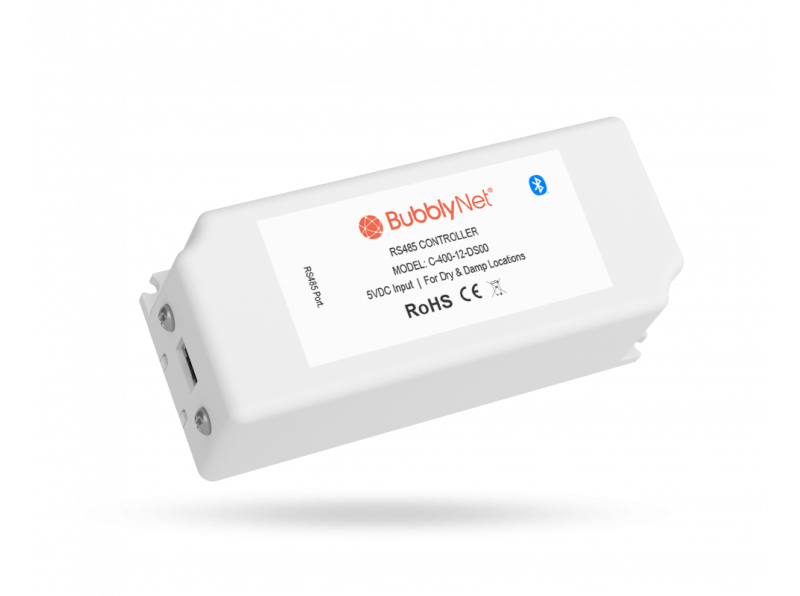 BubblyNet®
RS485 CONTROLLER
MODEL: C-400-12-DS00
5VDC Input | For Dry & Damp Locations
RoHS CE
RS485 Port.